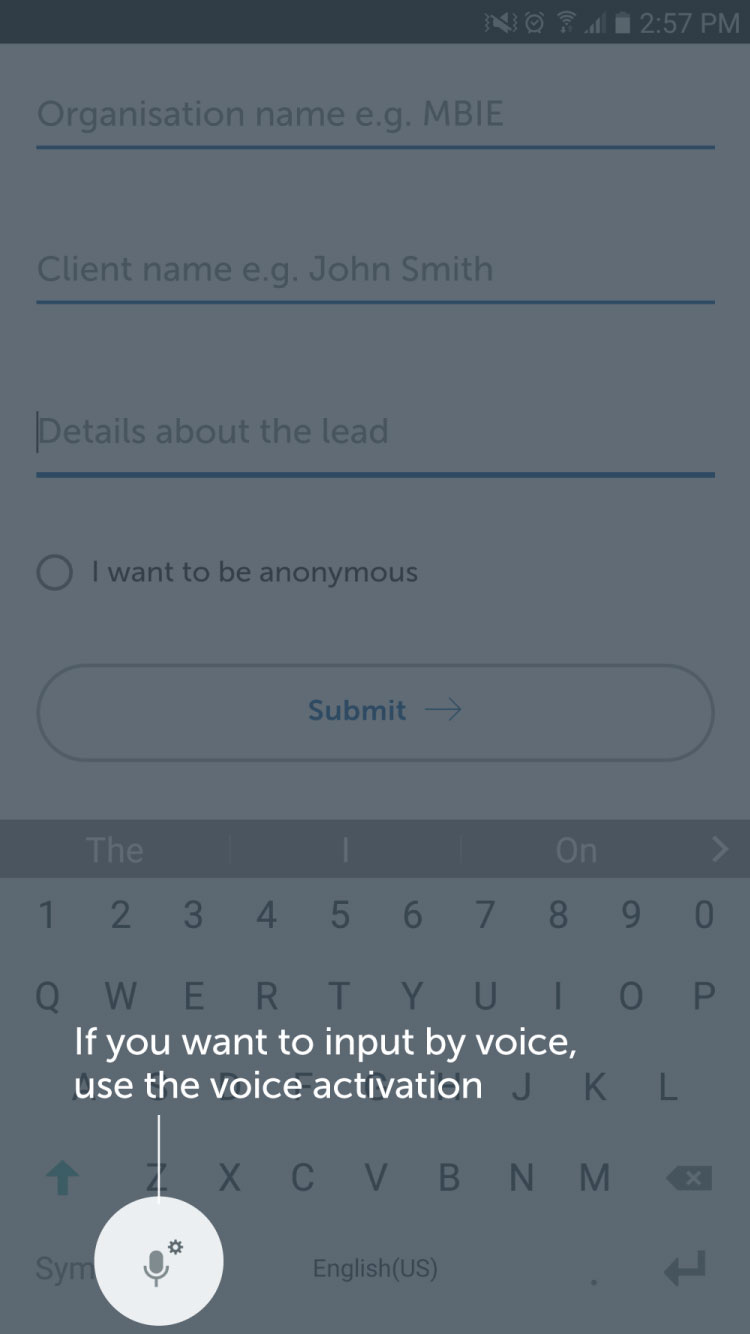 2:57 PM
Organisation name e.g. MBIE
Client name e.g. John Smith
Details about the lead
I want to be anonymous
Submit
The I On
1 2 3 4 5 6 7 8 9 0
Q W E R T Y U I O P
If you want to input by voice,
use the voice activation
A S D F G H J K L
Z X C V B N M
Sym English(US) .